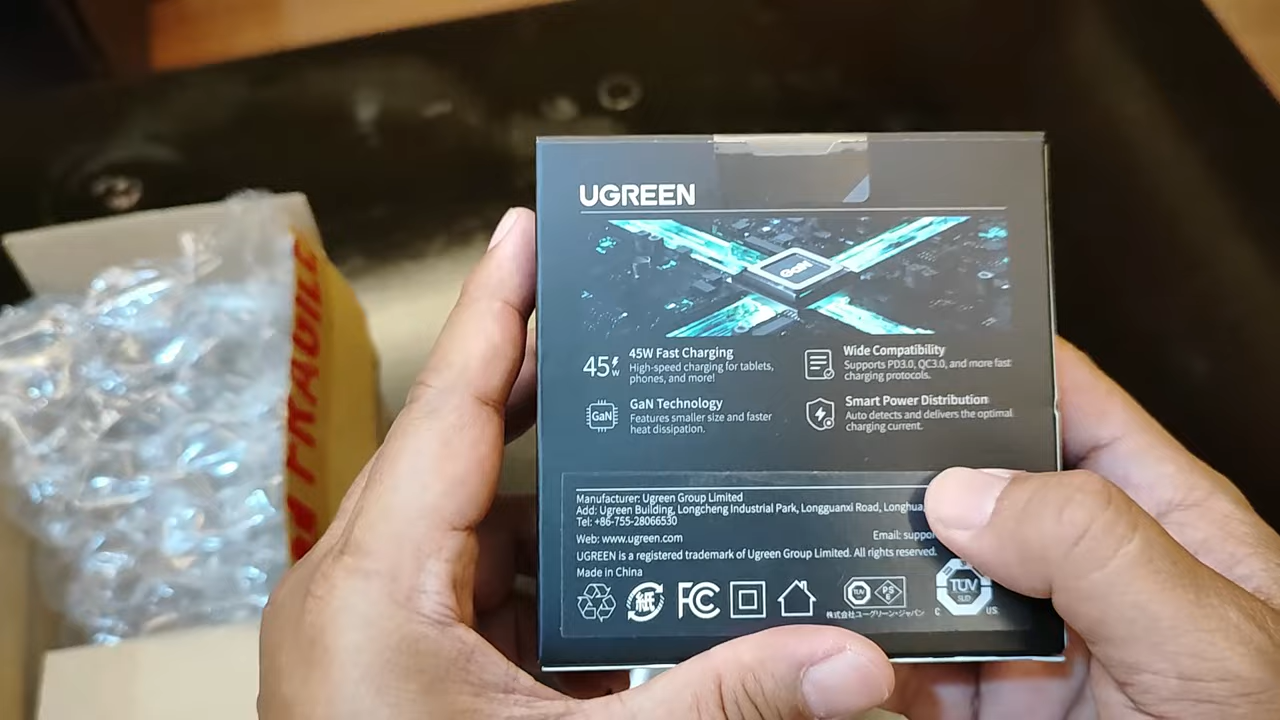 UGREEN
GaN
45W
45W Fast Charging
High-speed charging for tablets,
phones, and more!
Wide Compatibility
Supports PD3.0, QC3.0, and more fast
charging protocols.
GaN
GaN Technology
Features smaller size and faster
heat dissipation.
Smart Power Distribution
Auto detects and delivers the optimal
charging current.
Manufacturer: Ugreen Group Limited
Add: Ugreen Building, Longcheng Industrial Park, Longguanxi Road, Longhua,
Tel: +86-755-28066530
Web: www.ugreen.com
Email: suppor
UGREEN is a registered trademark of Ugreen Group Limited. All rights reserved.
Made in China
紙
FC
TÜV
PS
E
株式会社ユーグリーン・ジャパン
TÜV
SÜD
C US
FRAGILE